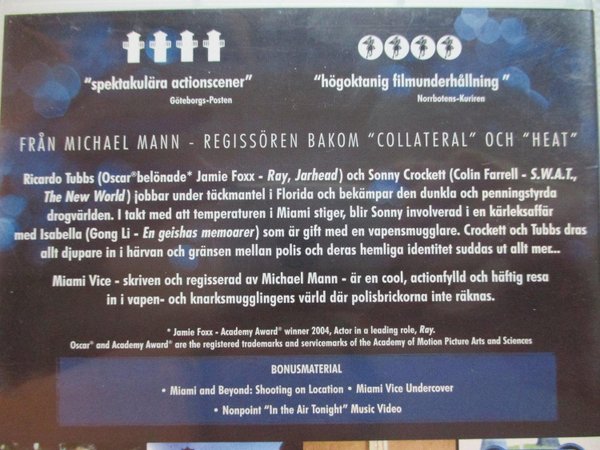 "spektakulära actionscener"
Göteborgs-Posten
"högoktanig filmunderhållning"
Norrbotens-Kuriren
FRÅN MICHAEL MANN - REGISSÖREN BAKOM "COLLATERAL" OCH "HEAT"
Ricardo Tubbs (Oscar®belönade* Jamie Foxx - Ray, Jarhead) och Sonny Crockett (Colin Farrell - S.W.A.T.,
The New World) jobbar under täckmantel i Florida och bekämpar den dunkla och penningstyrda
drogvärlden. I takt med att temperaturen i Miami stiger, blir Sonny involverad i en kärleksaffär
med Isabella (Gong Li - En geishas memoarer) som är gift med en vapensmugglare. Crockett och Tubbs dras
allt djupare in i härvan och gränsen mellan polis och deras hemliga identitet suddas ut allt mer...
Miami Vice - skriven och regisserad av Michael Mann - är en cool, actionfylld och häftig resa
in i vapen- och knarksmugglingens värld där polisbrickorna inte räknas.
* Jamie Foxx - Academy Award® winner 2004, Actor in a leading role, Ray.
Oscar® and Academy Award® are the registered trademarks and servicemarks of the Academy of Motion Picture Arts and Sciences
BONUSMATERIAL
• Miami and Beyond: Shooting on Location • Miami Vice Undercover
• Nonpoint "In the Air Tonight" Music Video